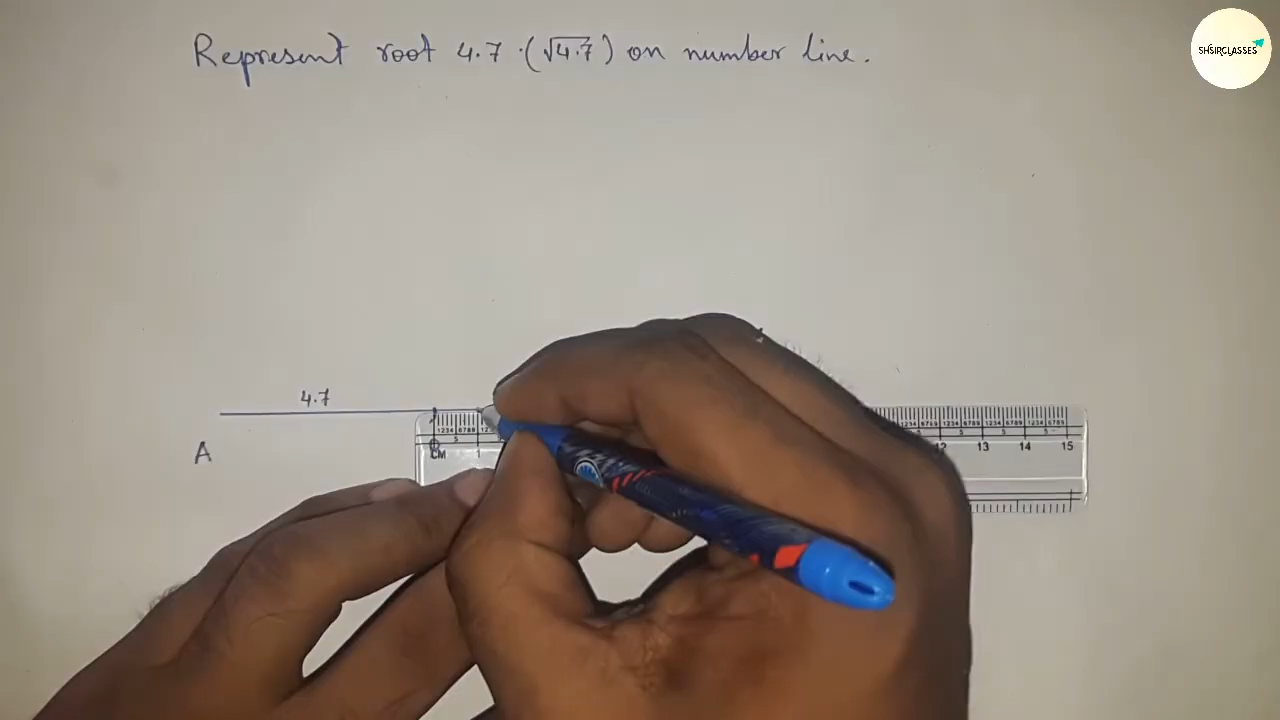 Represent root 4.7 (√4.7) on number line.
SHSIRCLASSES
4.7
A
CM 1 12 13 14 15